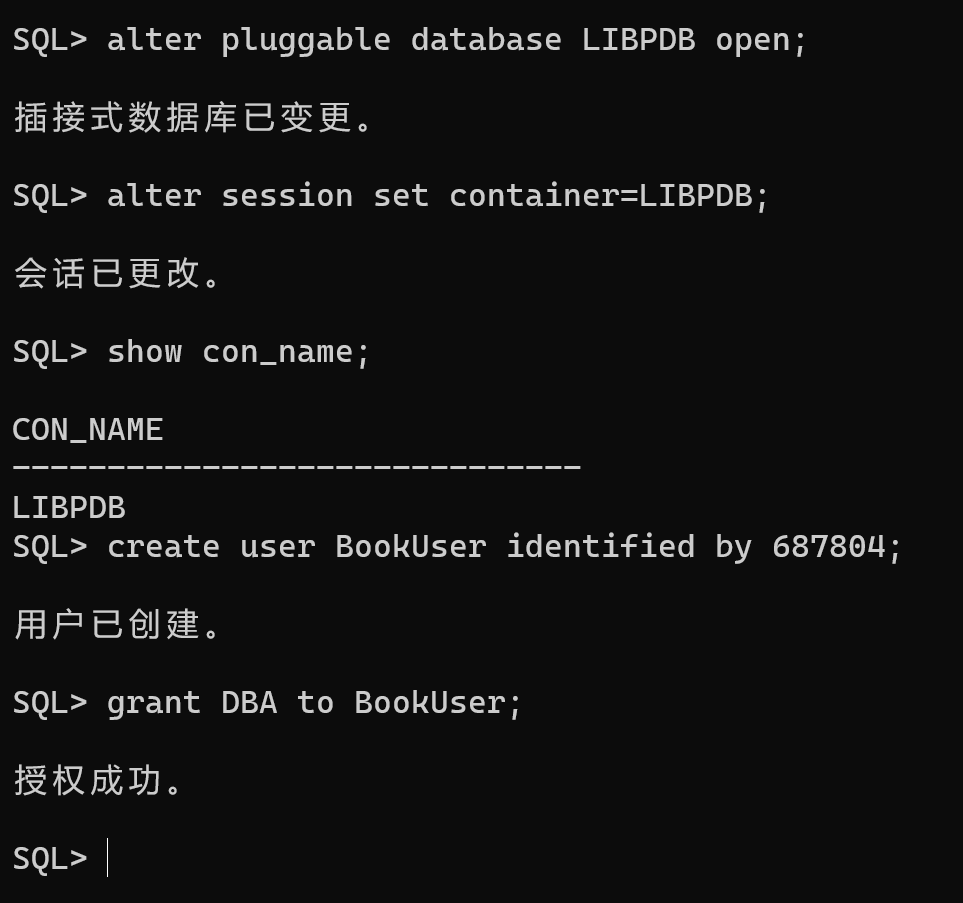 SQL> alter pluggable database LIBPDB open;
插接式数据库已变更。
SQL> alter session set container=LIBPDB;
会话已更改。
SQL> show con_name;
CON_NAME
------------------------------
LIBPDB
SQL> create user BookUser identified by 687804;
用户已创建。
SQL> grant DBA to BookUser;
授权成功。
SQL>